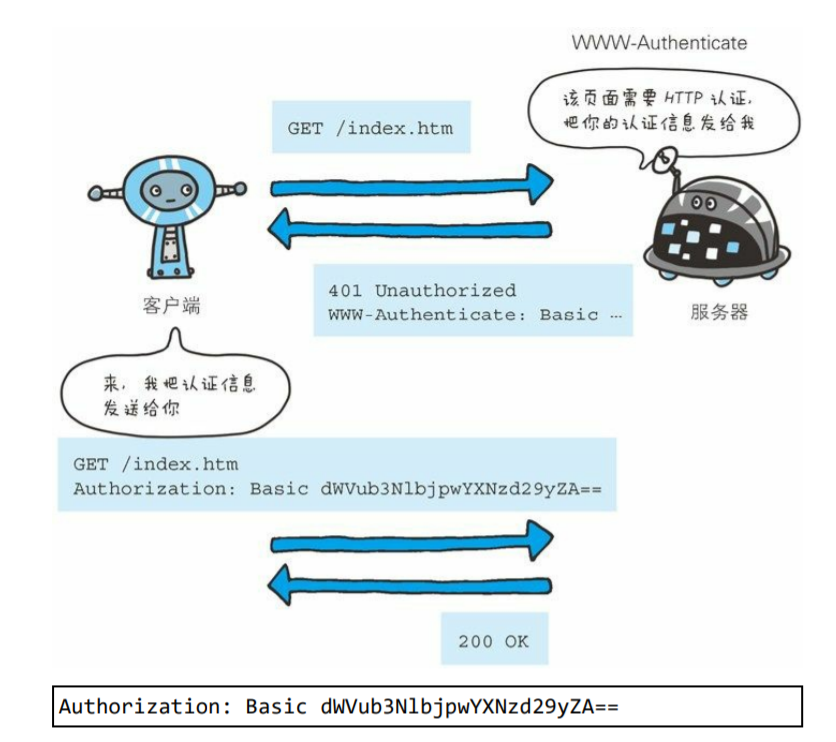 WWW-Authenticate
该页面需要 HTTP 认证，
把你的认证信息发给我
GET /index.htm
客户端
401 Unauthorized
WWW-Authenticate: Basic …
服务器
来，我把认证信息
发送给你
GET /index.htm
Authorization: Basic dWVub3NlbjpwYXNzd29yZA==
200 OK
Authorization: Basic dWVub3NlbjpwYXNzd29yZA==